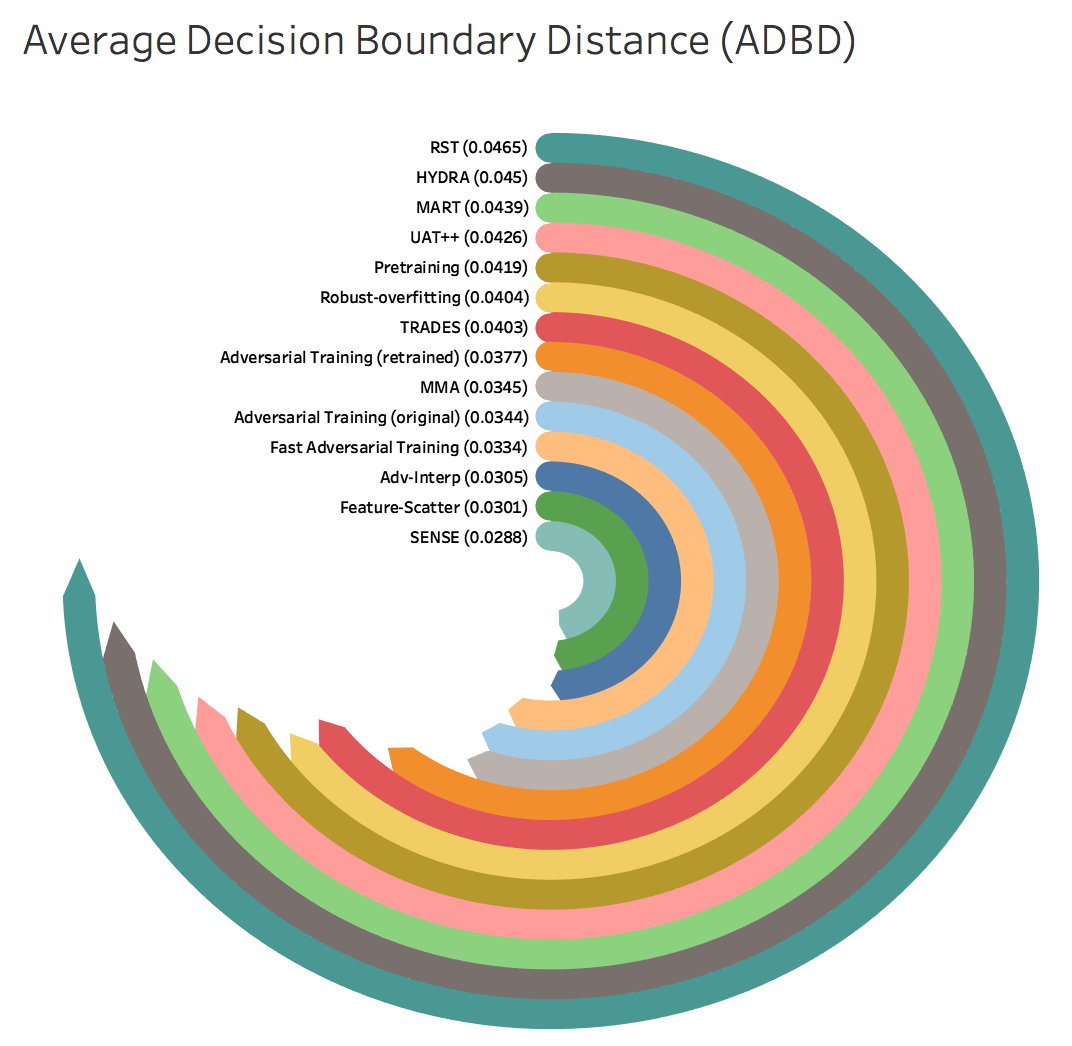 Average Decision Boundary Distance (ADBD)
RST (0.0465)
HYDRA (0.045)
MART (0.0439)
UAT++ (0.0426)
Pretraining (0.0419)
Robust-overfitting (0.0404)
TRADES (0.0403)
Adversarial Training (retrained) (0.0377)
MMA (0.0345)
Adversarial Training (original) (0.0344)
Fast Adversarial Training (0.0334)
Adv-Interp (0.0305)
Feature-Scatter (0.0301)
SENSE (0.0288)